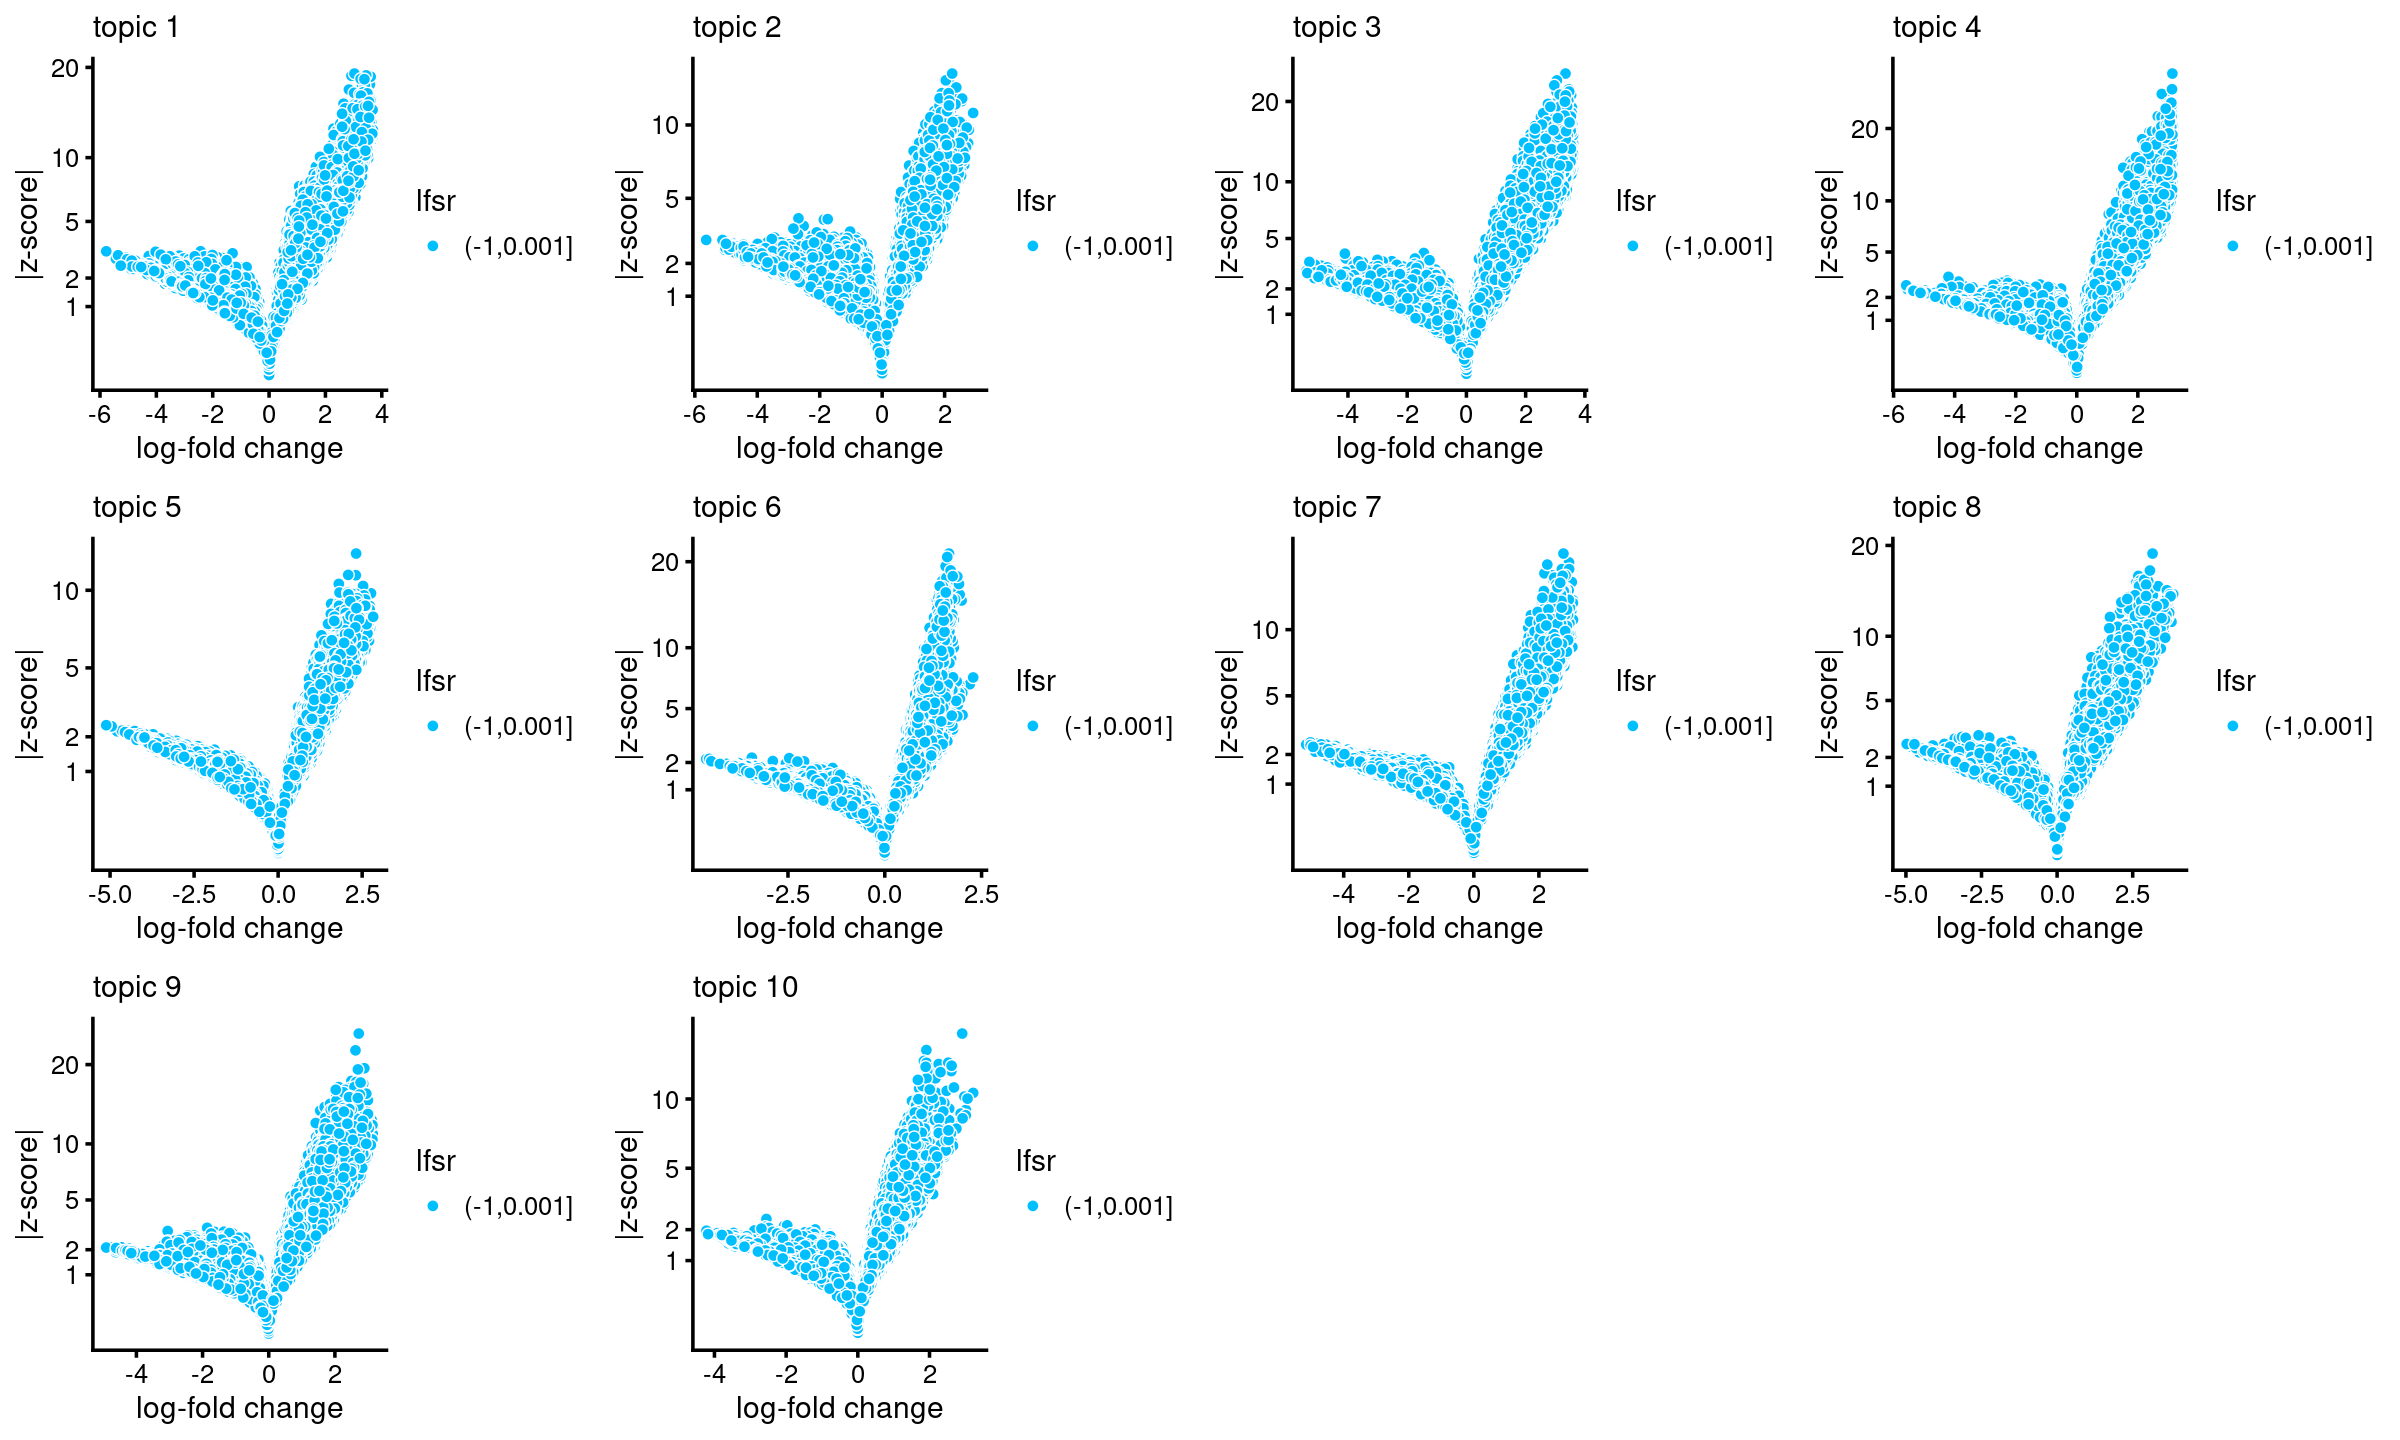 topic 1
20
10
5
2
1
|z-score|
-6 -4 -2 0 2 4
log-fold change
lfsr
(-1,0.001]
topic 2
10
5
2
1
|z-score|
-6 -4 -2 0 2
log-fold change
lfsr
(-1,0.001]
topic 3
20
10
5
2
1
|z-score|
-4 -2 0 2 4
log-fold change
lfsr
(-1,0.001]
topic 4
20
10
5
2
1
|z-score|
-6 -4 -2 0 2
log-fold change
lfsr
(-1,0.001]
topic 5
10
5
2
1
|z-score|
-5.0 -2.5 0.0 2.5
log-fold change
lfsr
(-1,0.001]
topic 6
20
10
5
2
1
|z-score|
-2.5 0.0 2.5
log-fold change
lfsr
(-1,0.001]
topic 7
10
5
2
1
|z-score|
-4 -2 0 2
log-fold change
lfsr
(-1,0.001]
topic 8
20
10
5
2
1
|z-score|
-5.0 -2.5 0.0 2.5
log-fold change
lfsr
(-1,0.001]
topic 9
20
10
5
2
1
|z-score|
-4 -2 0 2
log-fold change
lfsr
(-1,0.001]
topic 10
10
5
2
1
|z-score|
-4 -2 0 2
log-fold change
lfsr
(-1,0.001]